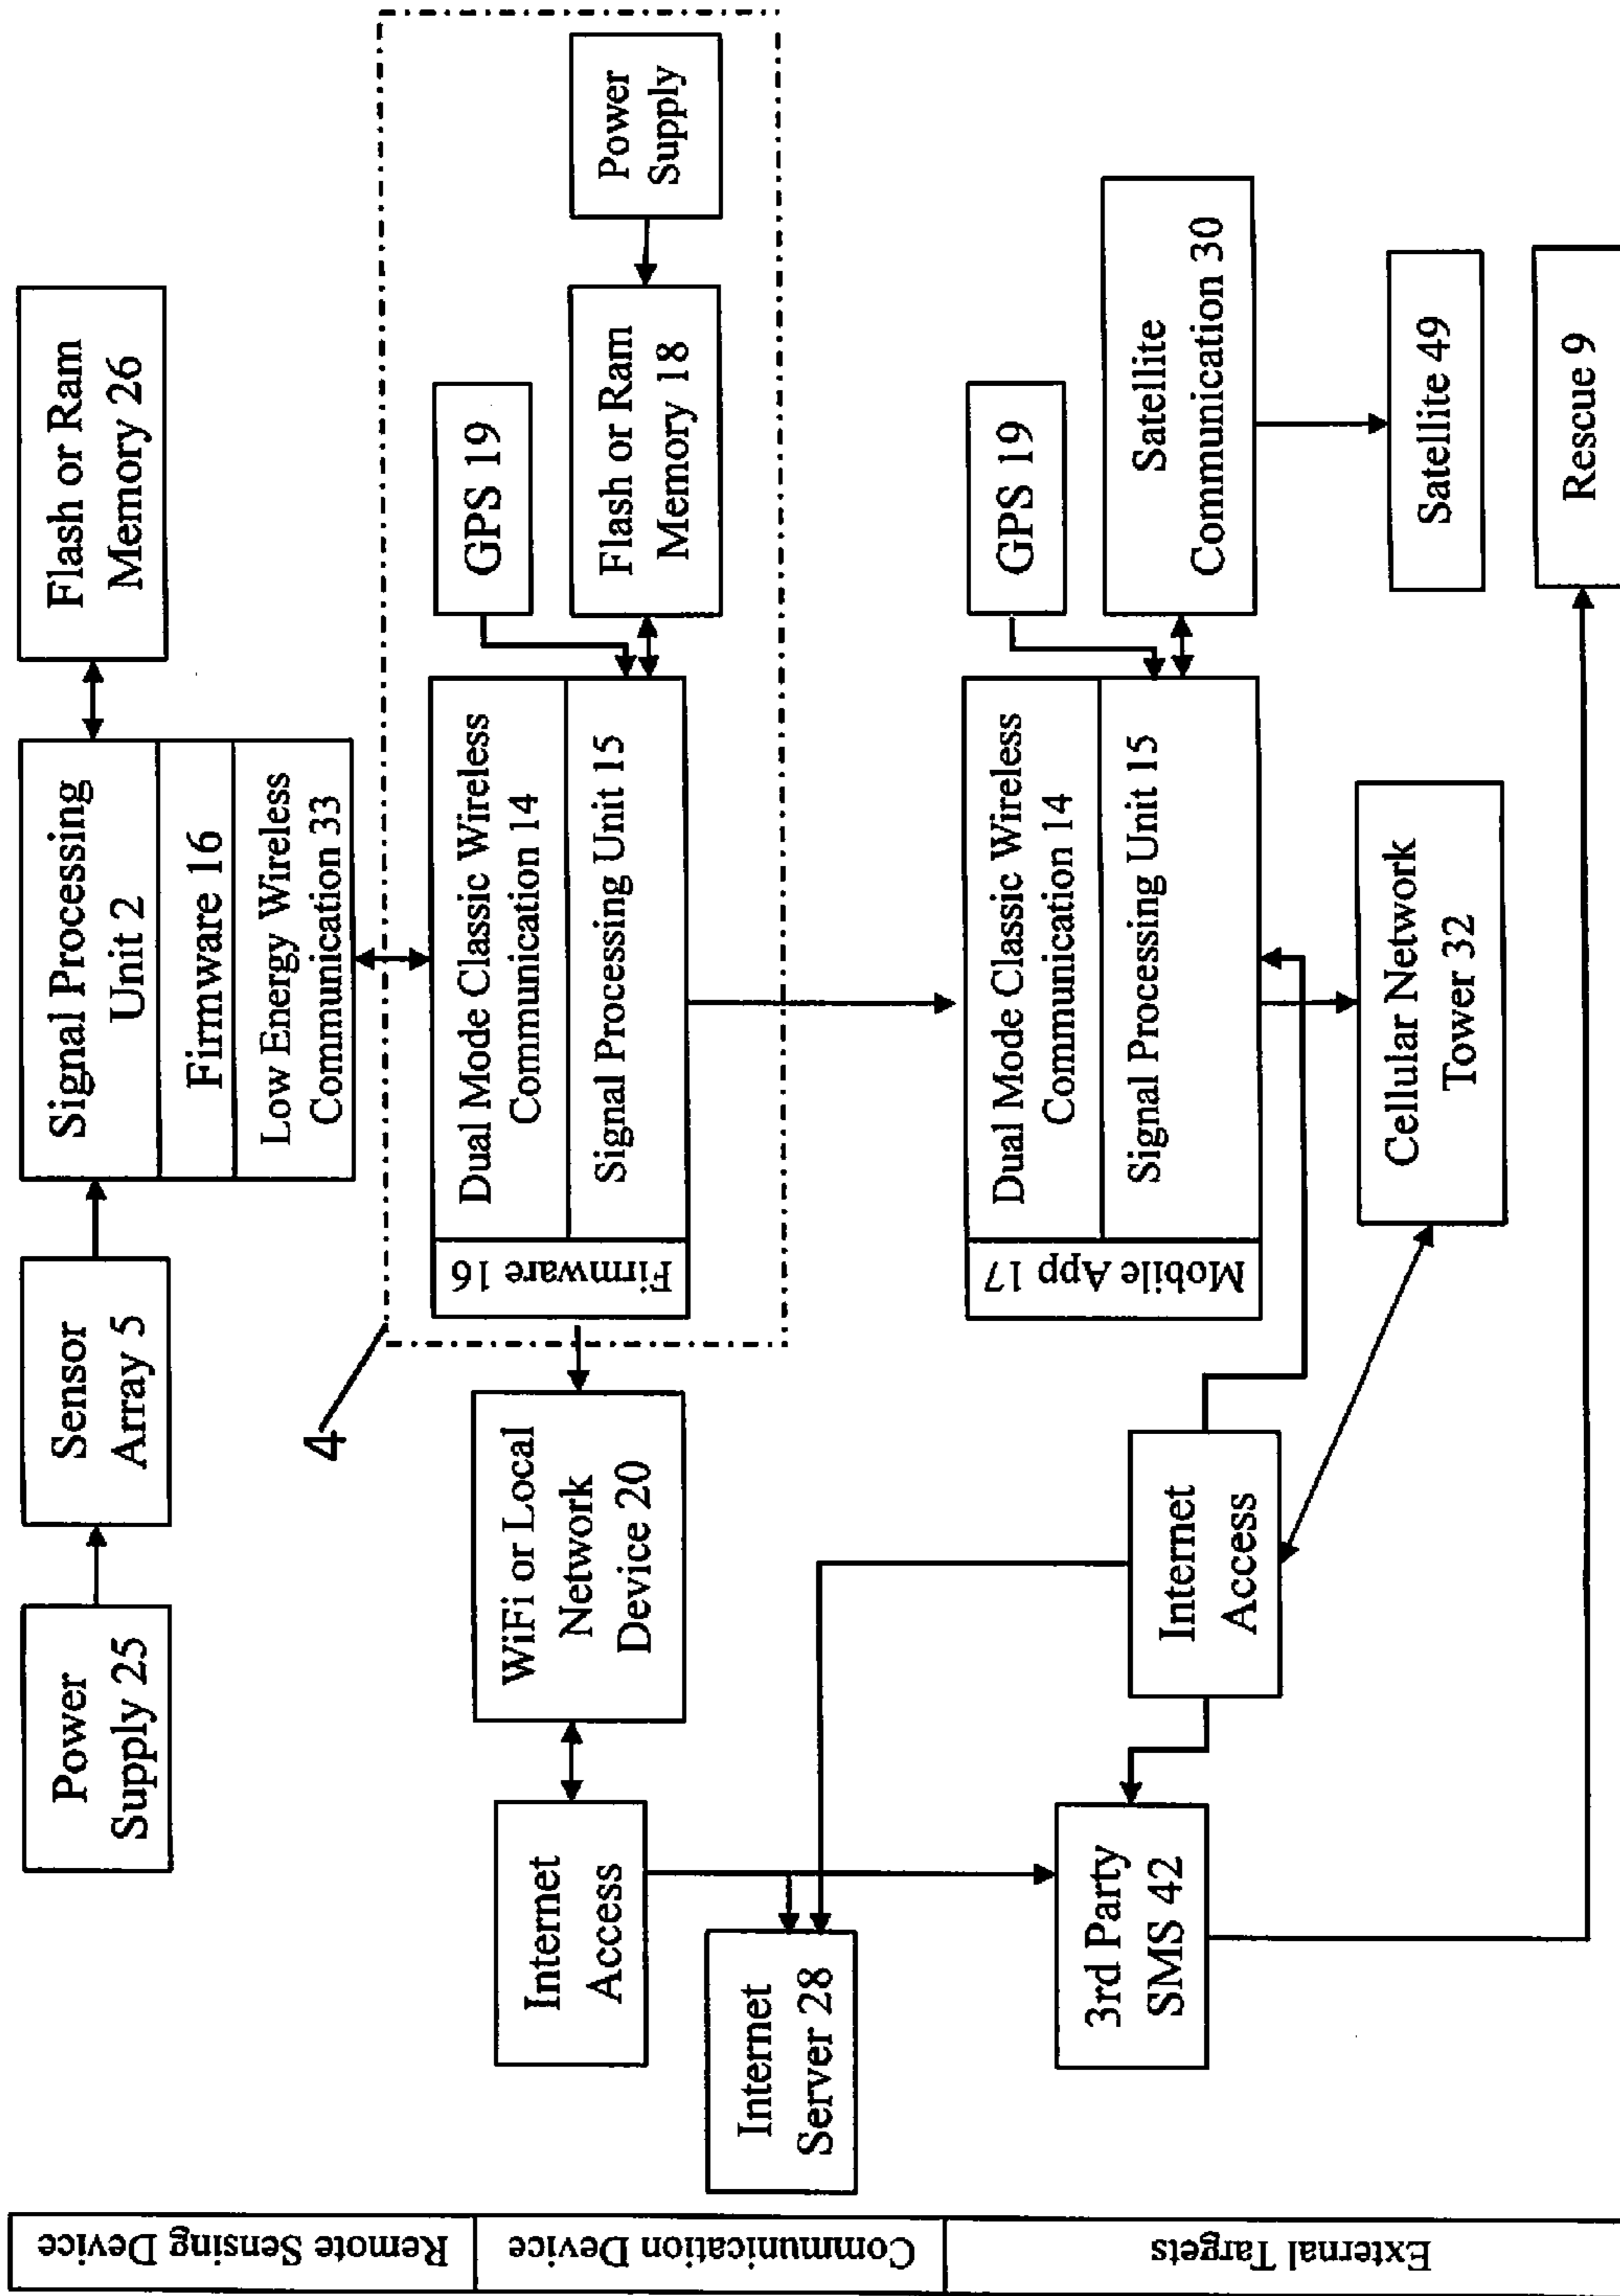 Remote Sensing Device
Power
Supply 25
Sensor
Array 5
Signal Processing
Unit 2
Firmware 16
Low Energy Wireless
Communication 33
Flash or Ram
Memory 26
Communication Device
4
Internet
Access
WiFi or Local
Network
Device 20
Firmware 16
Dual Mode Classic Wireless
Communication 14
Signal Processing Unit 15
GPS 19
Flash or Ram
Memory 18
Power
Supply
Internet
Server 28
External Targets
3rd Party
SMS 42
Internet
Access
Mobile App 17
Dual Mode Classic Wireless
Communication 14
Signal Processing Unit 15
GPS 19
Satellite
Communication 30
Cellular Network
Tower 32
Satellite 49
Rescue 9